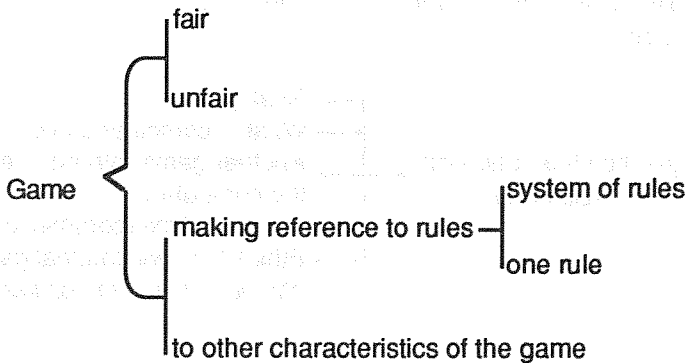 fair
unfair
Game
system of rules
making reference to rules
one rule
to other characteristics of the game